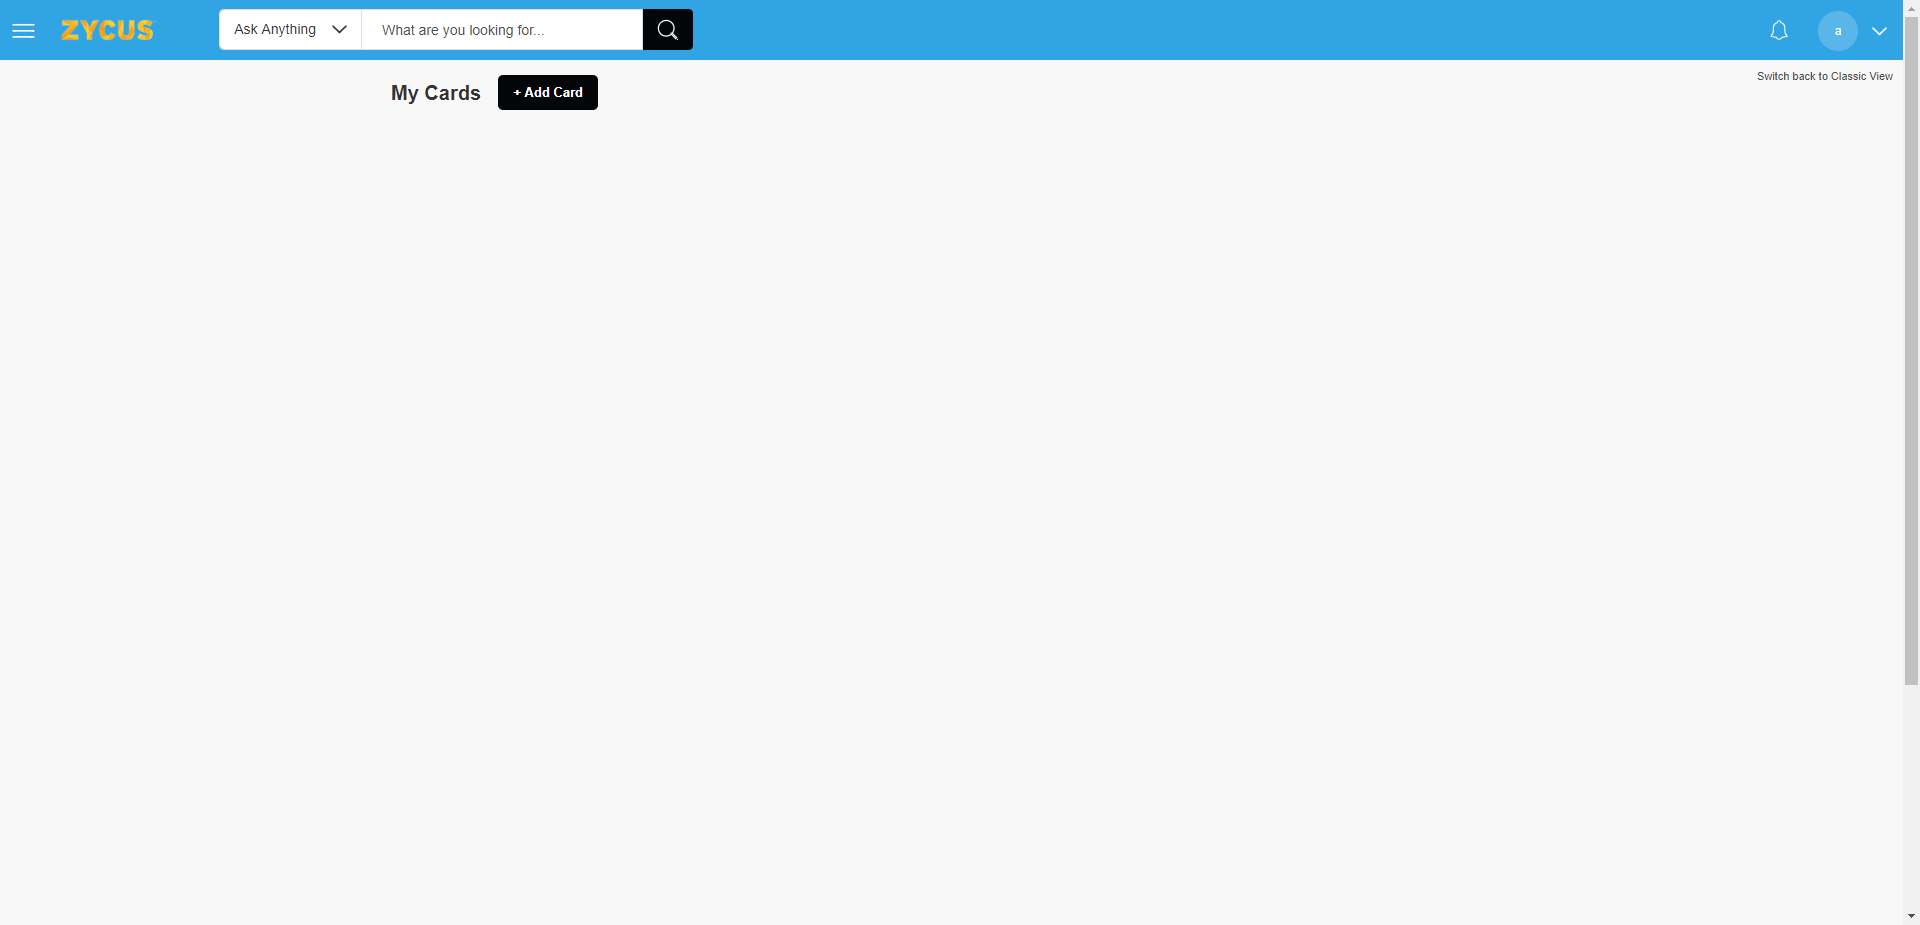 ZYCUS
Ask Anything
What are you looking for...
a
Switch back to Classic View
My Cards
+ Add Card